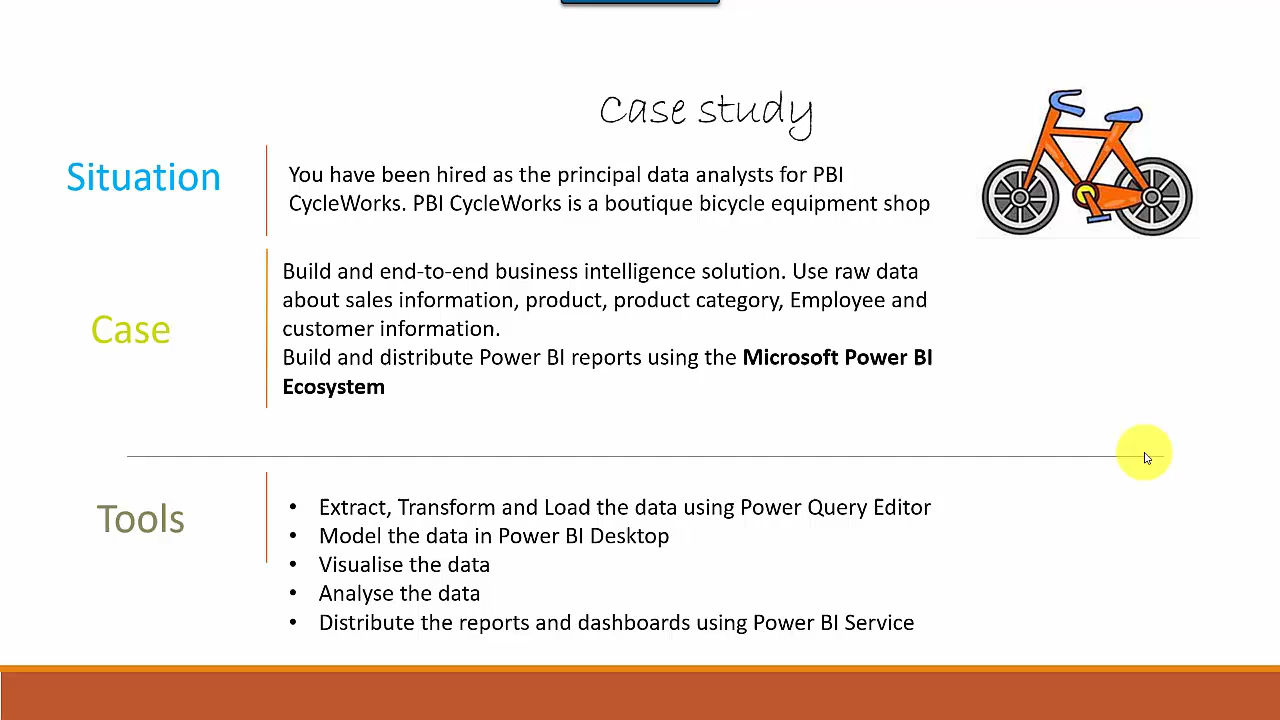 Case study
Situation
You have been hired as the principal data analysts for PBI
CycleWorks. PBI CycleWorks is a boutique bicycle equipment shop
Case
Build and end-to-end business intelligence solution. Use raw data
about sales information, product, product category, Employee and
customer information.
Build and distribute Power BI reports using the Microsoft Power BI
Ecosystem
Tools
• Extract, Transform and Load the data using Power Query Editor
• Model the data in Power BI Desktop
• Visualise the data
• Analyse the data
• Distribute the reports and dashboards using Power BI Service